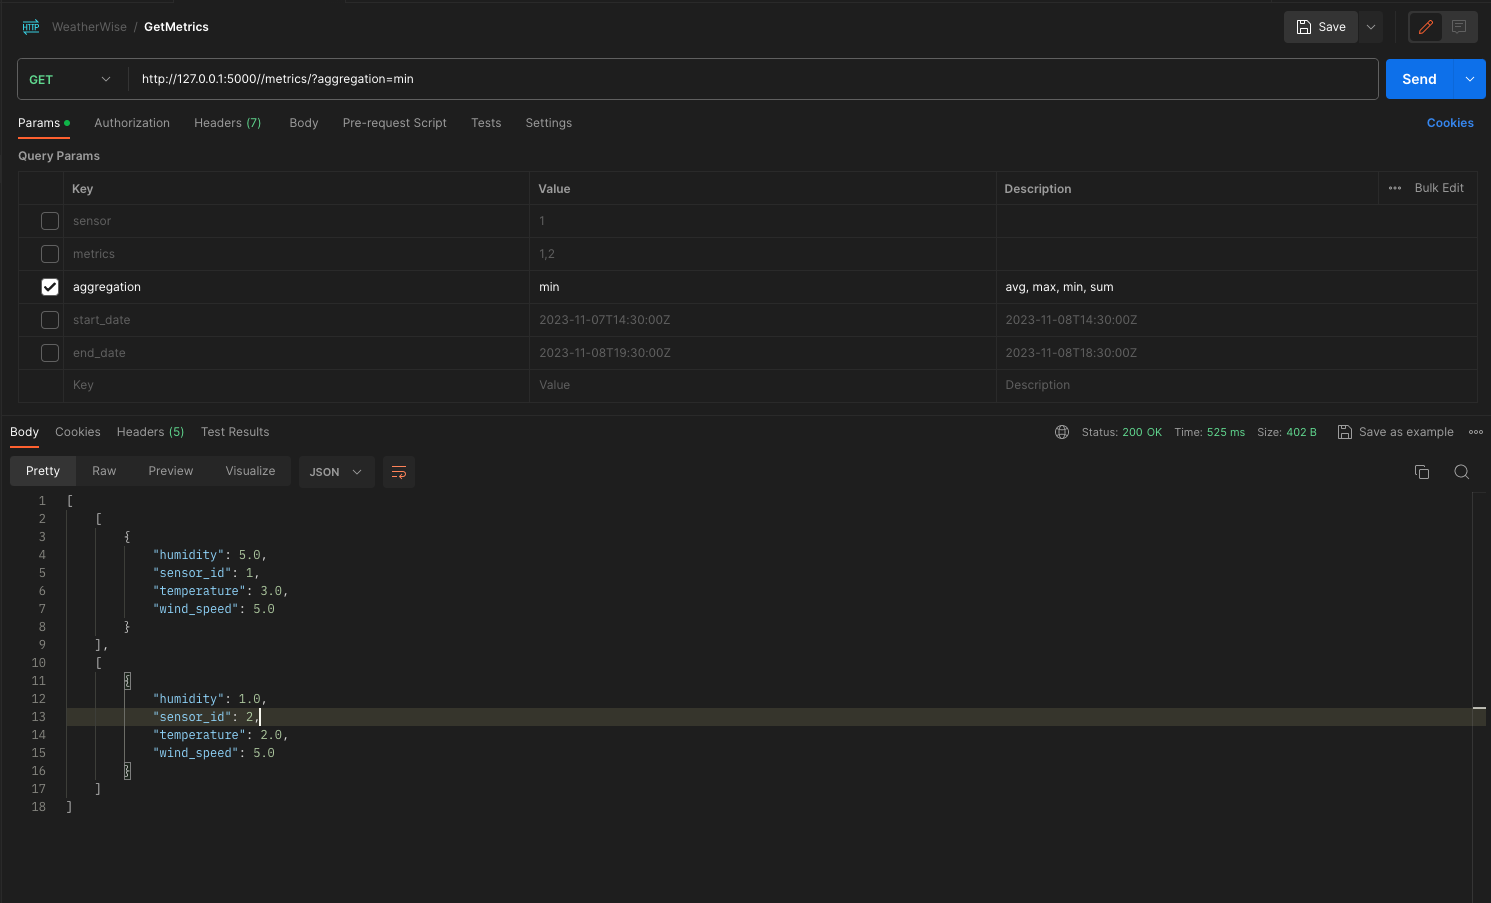 HTTP WeatherWise / GetMetrics Save
GET http://127.0.0.1:5000//metrics/?aggregation=min Send
Params Authorization Headers (7) Body Pre-request Script Tests Settings Cookies
Query Params
Key Value Description ••• Bulk Edit
sensor 1
metrics 1,2
aggregation min avg, max, min, sum
start_date 2023-11-07T14:30:00Z 2023-11-08T14:30:00Z
end_date 2023-11-08T19:30:00Z 2023-11-08T18:30:00Z
Key Value Description
Body Cookies Headers (5) Test Results Status: 200 OK Time: 525 ms Size: 402 B Save as example
Pretty Raw Preview Visualize JSON
1 [
2 [
3 {
4 "humidity": 5.0,
5 "sensor_id": 1,
6 "temperature": 3.0,
7 "wind_speed": 5.0
8 }
9 ],
10 [
11 {
12 "humidity": 1.0,
13 "sensor_id": 2,
14 "temperature": 2.0,
15 "wind_speed": 5.0
16 }
17 ]
18 ]